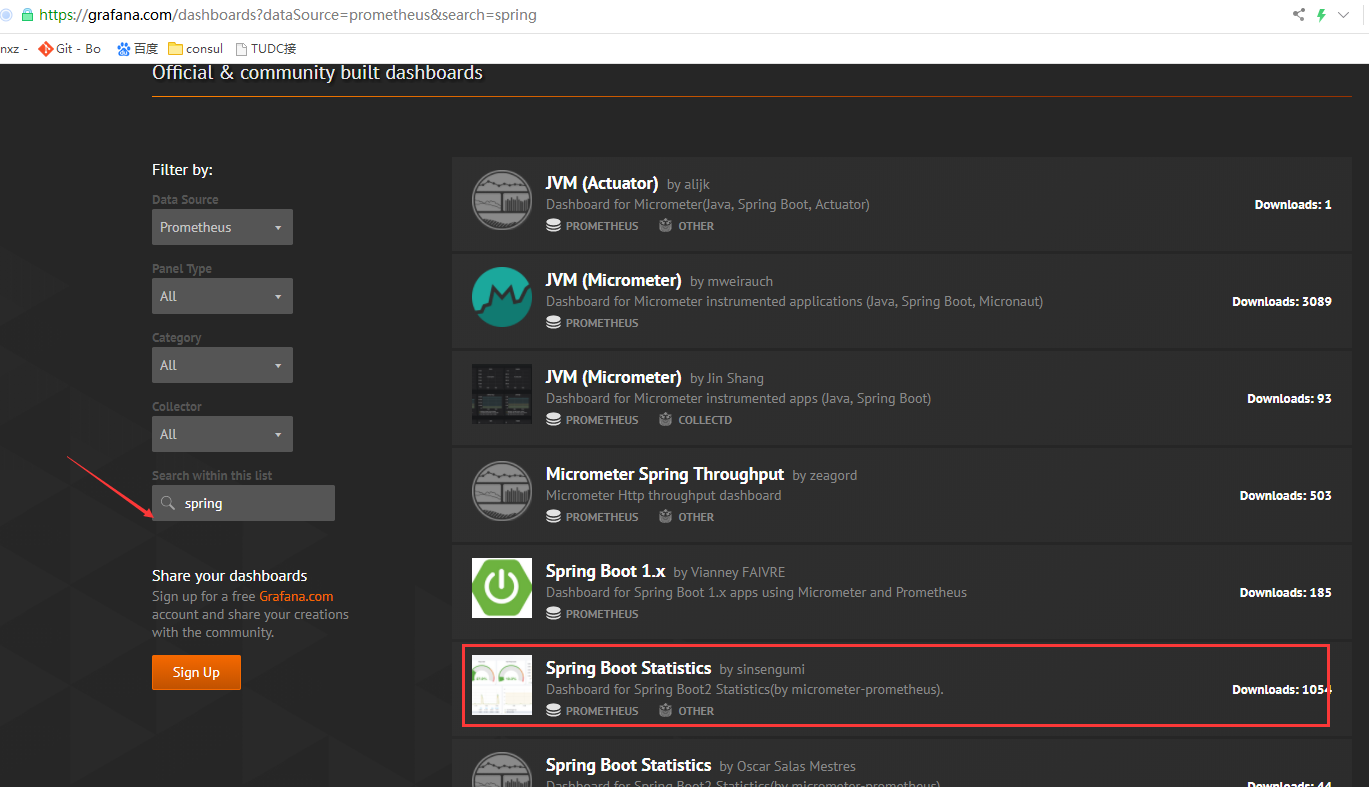 https://grafana.com/dashboards?dataSource=prometheus&search=spring
nxz - Git - Bo 百度 consul TUDC接
Official & community built dashboards
Filter by:
Data Source
Prometheus
Panel Type
All
Category
All
Collector
All
Search within this list
spring
Share your dashboards
Sign up for a free Grafana.com
account and share your creations
with the community.
Sign Up
JVM (Actuator) by alijk
Dashboard for Micrometer(Java, Spring Boot, Actuator)
PROMETHEUS OTHER
Downloads: 1
JVM (Micrometer) by mweirauch
Dashboard for Micrometer instrumented applications (Java, Spring Boot, Micronaut)
PROMETHEUS
Downloads: 3089
JVM (Micrometer) by Jin Shang
Dashboard for Micrometer instrumented apps (Java, Spring Boot)
PROMETHEUS COLLECTD
Downloads: 93
Micrometer Spring Throughput by zeagord
Micrometer Http throughput dashboard
PROMETHEUS OTHER
Downloads: 503
Spring Boot 1.x by Vianney FAIVRE
Dashboard for Spring Boot 1.x apps using Micrometer and Prometheus
PROMETHEUS
Downloads: 185
Spring Boot Statistics by sinsengumi
Dashboard for Spring Boot2 Statistics(by micrometer-prometheus).
PROMETHEUS OTHER
Downloads: 1054
Spring Boot Statistics by Oscar Salas Mestres
Dashboard for Spring Boot2 Statistics(by micrometer-prometheus)
Downloads: 44